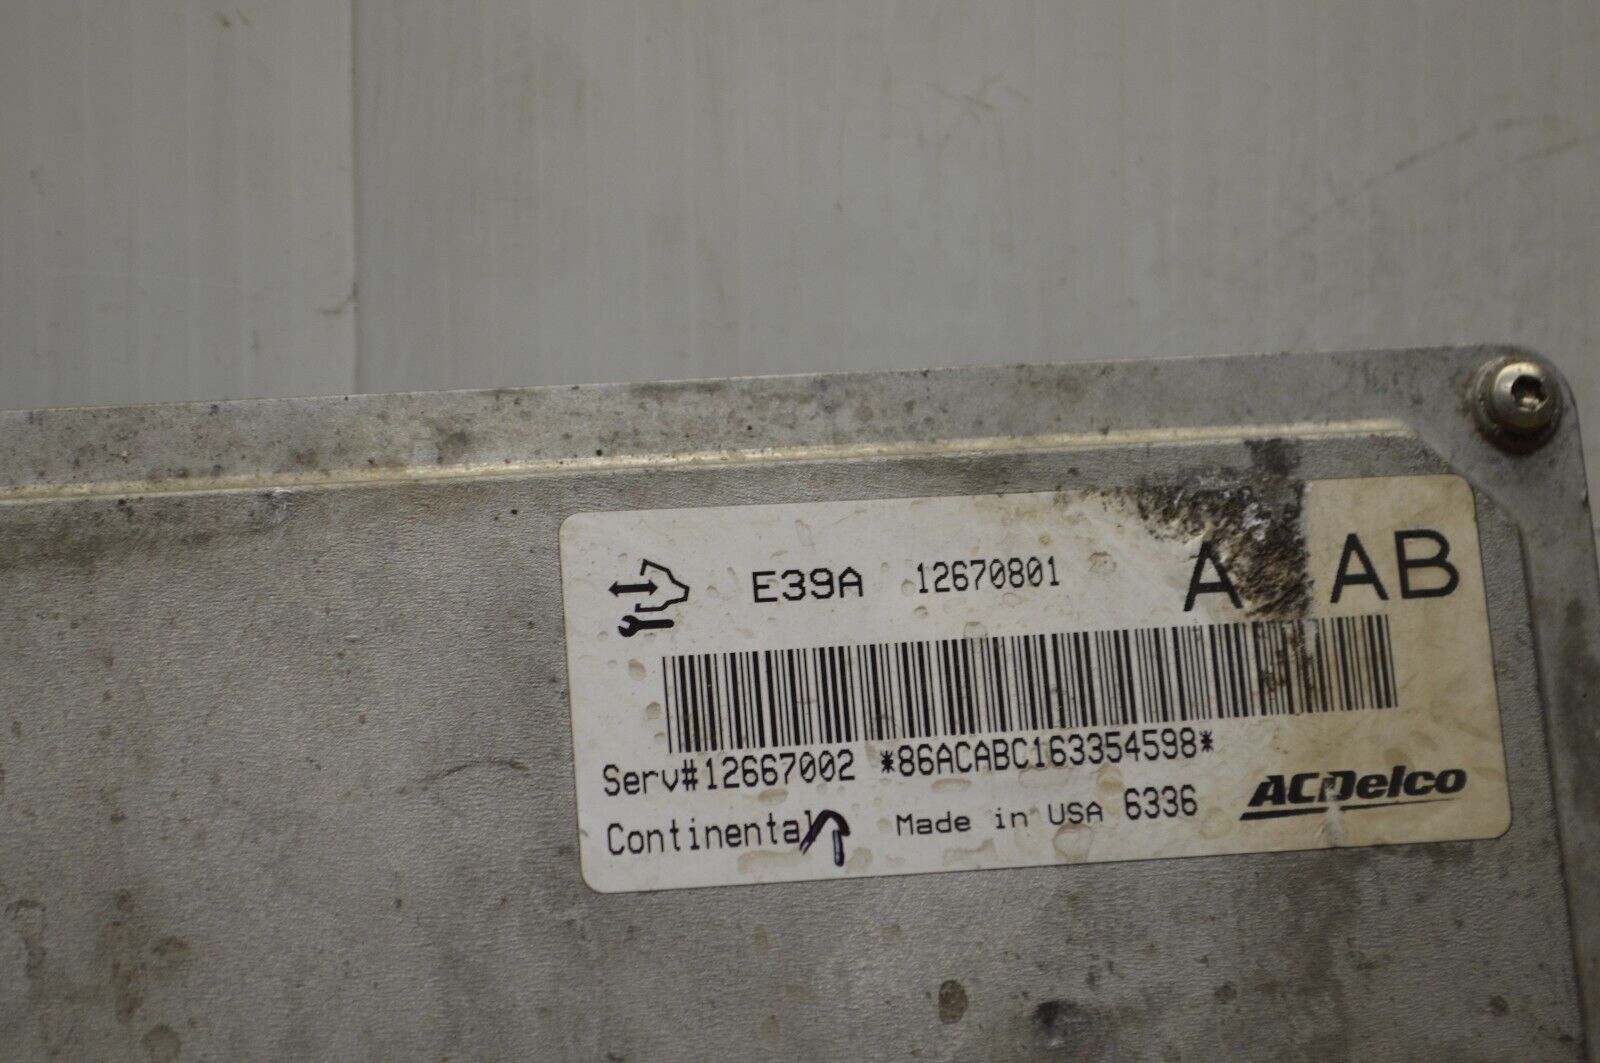 E39A 12670801 A AB
Serv#12667002 *86ACABC163354598*
Continental Made in USA 6336 ACDelco